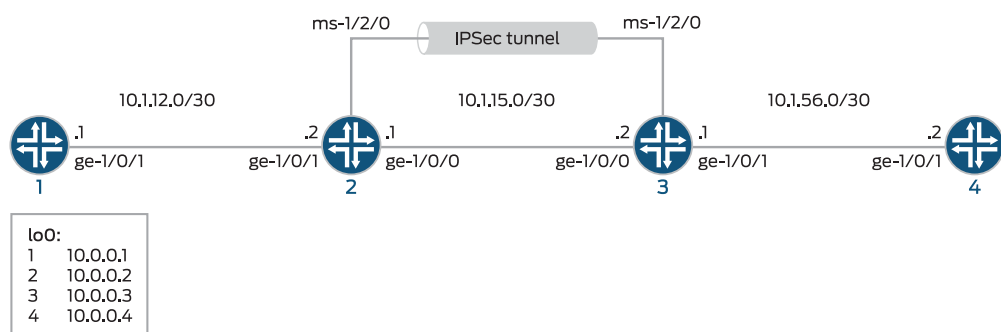 ms-1/2/0 ms-1/2/0
IPSec tunnel
10.1.12.0/30 10.1.15.0/30 10.1.56.0/30
.1 .2 .1 .2 .1 .2
ge-1/0/1 ge-1/0/1 ge-1/0/0 ge-1/0/0 ge-1/0/1 ge-1/0/1
1 2 3 4
lo0:
1 10.0.0.1
2 10.0.0.2
3 10.0.0.3
4 10.0.0.4